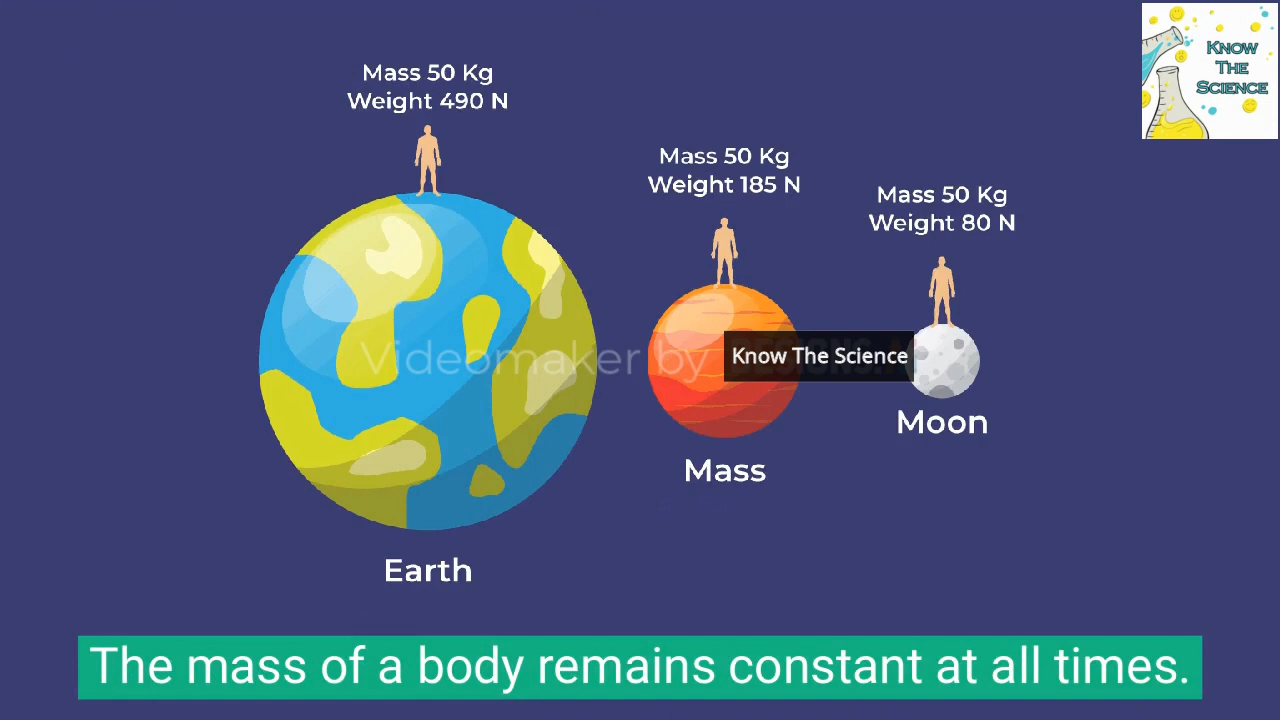 Know
The
Science
Mass 50 Kg
Weight 490 N
Mass 50 Kg
Weight 185 N
Mass 50 Kg
Weight 80 N
Videomaker by
Know The Science
Moon
Mass
Earth
The mass of a body remains constant at all times.